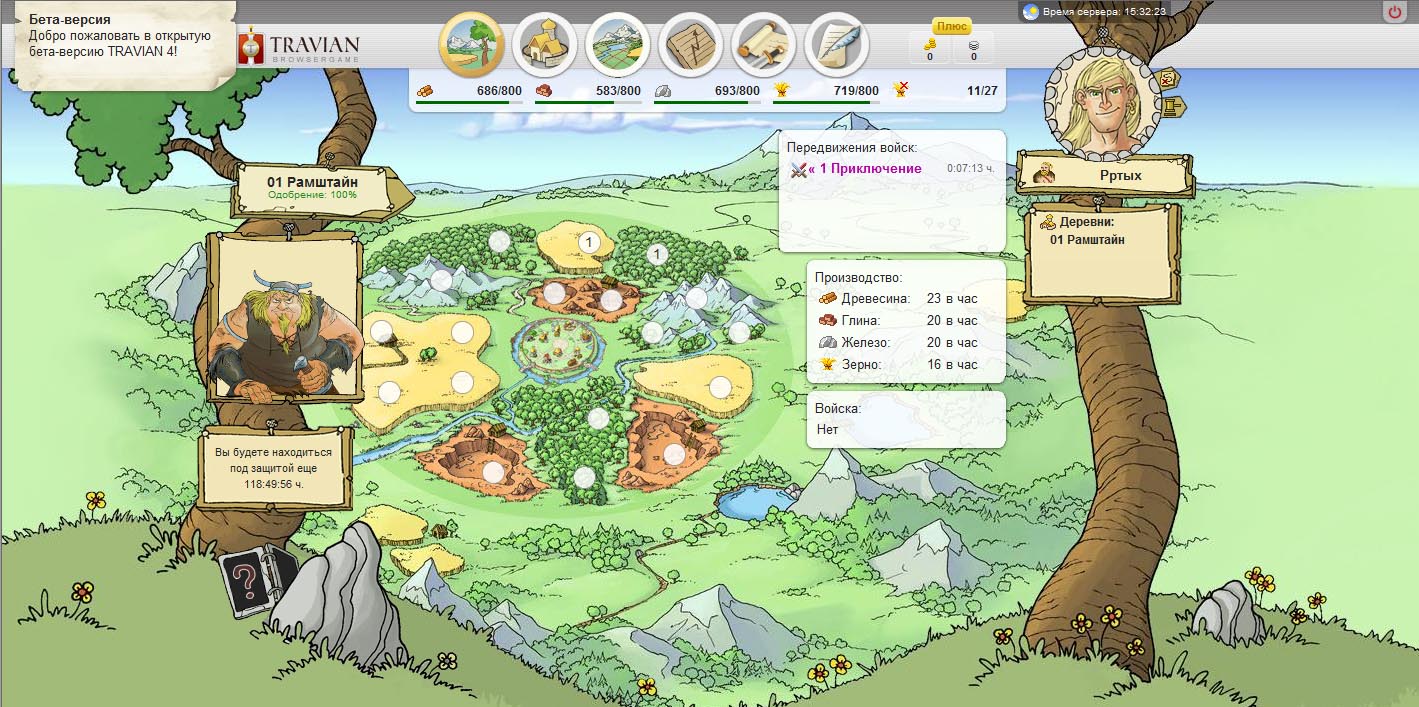 Бета-версия
Добро пожаловать в открытую
бета-версию TRAVIAN 4!
TRAVIAN
BROWSERGAME
Плюс
0
0
Время сервера: 15:32:23
686/800
583/800
693/800
719/800
11/27
01 Рамштайн
Одобрение: 100%
Вы будете находиться
под защитой еще
118:49:56 ч.
?
1
1
Передвижения войск:
« 1 Приключение
0:07:13 ч.
Производство:
Древесина: 23 в час
Глина: 20 в час
Железо: 20 в час
Зерно: 16 в час
Войска:
Нет
Рртых
Деревни:
01 Рамштайн